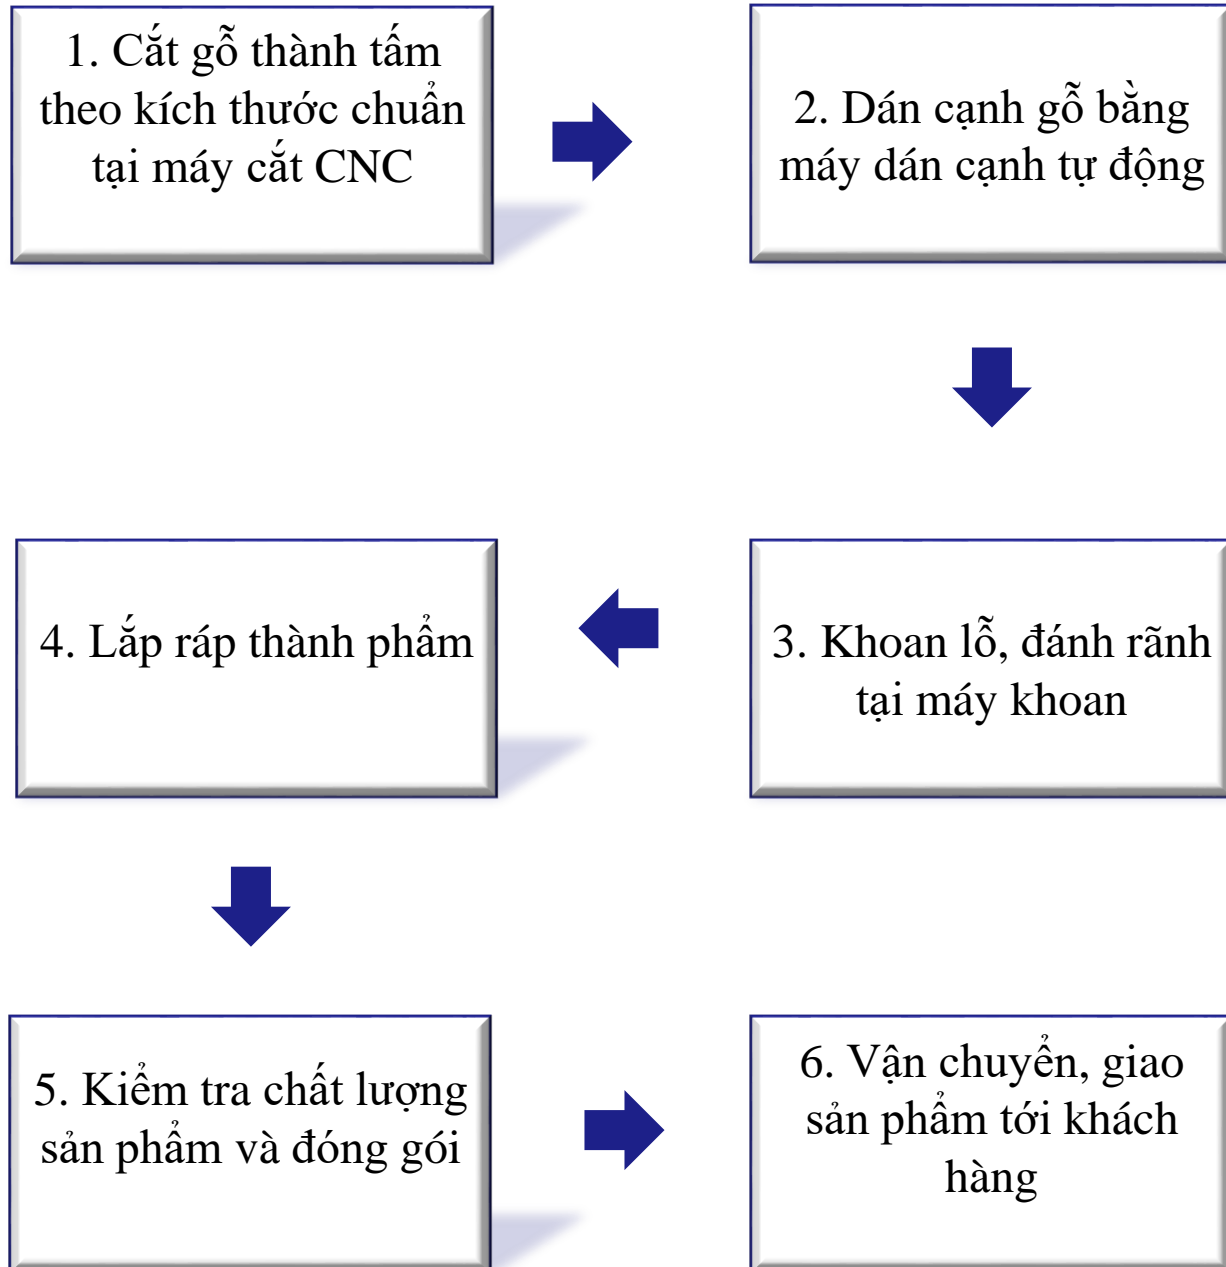 1. Cắt gỗ thành tấm
theo kích thước chuẩn
tại máy cắt CNC
2. Dán cạnh gỗ bằng
máy dán cạnh tự động
3. Khoan lỗ, đánh rãnh
tại máy khoan
4. Lắp ráp thành phẩm
5. Kiểm tra chất lượng
sản phẩm và đóng gói
6. Vận chuyển, giao
sản phẩm tới khách
hàng